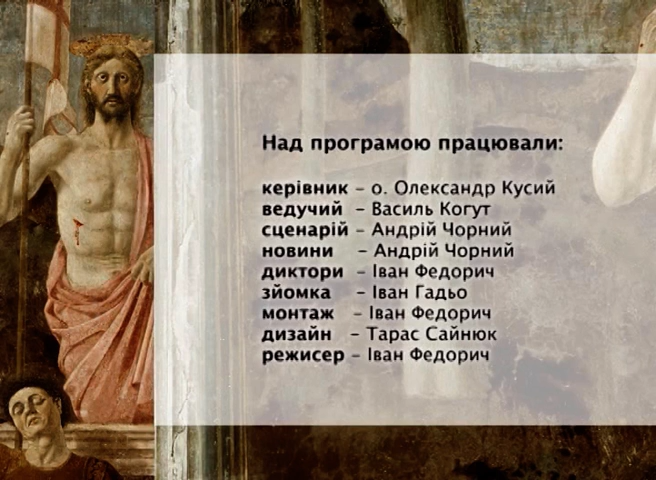 Над програмою працювали:
керівник – о. Олександр Кусий
ведучий – Василь Когут
сценарій – Андрій Чорний
новини – Андрій Чорний
диктори – Іван Федорич
зйомка – Іван Гадьо
монтаж – Іван Федорич
дизайн – Тарас Сайнюк
режисер – Іван Федорич